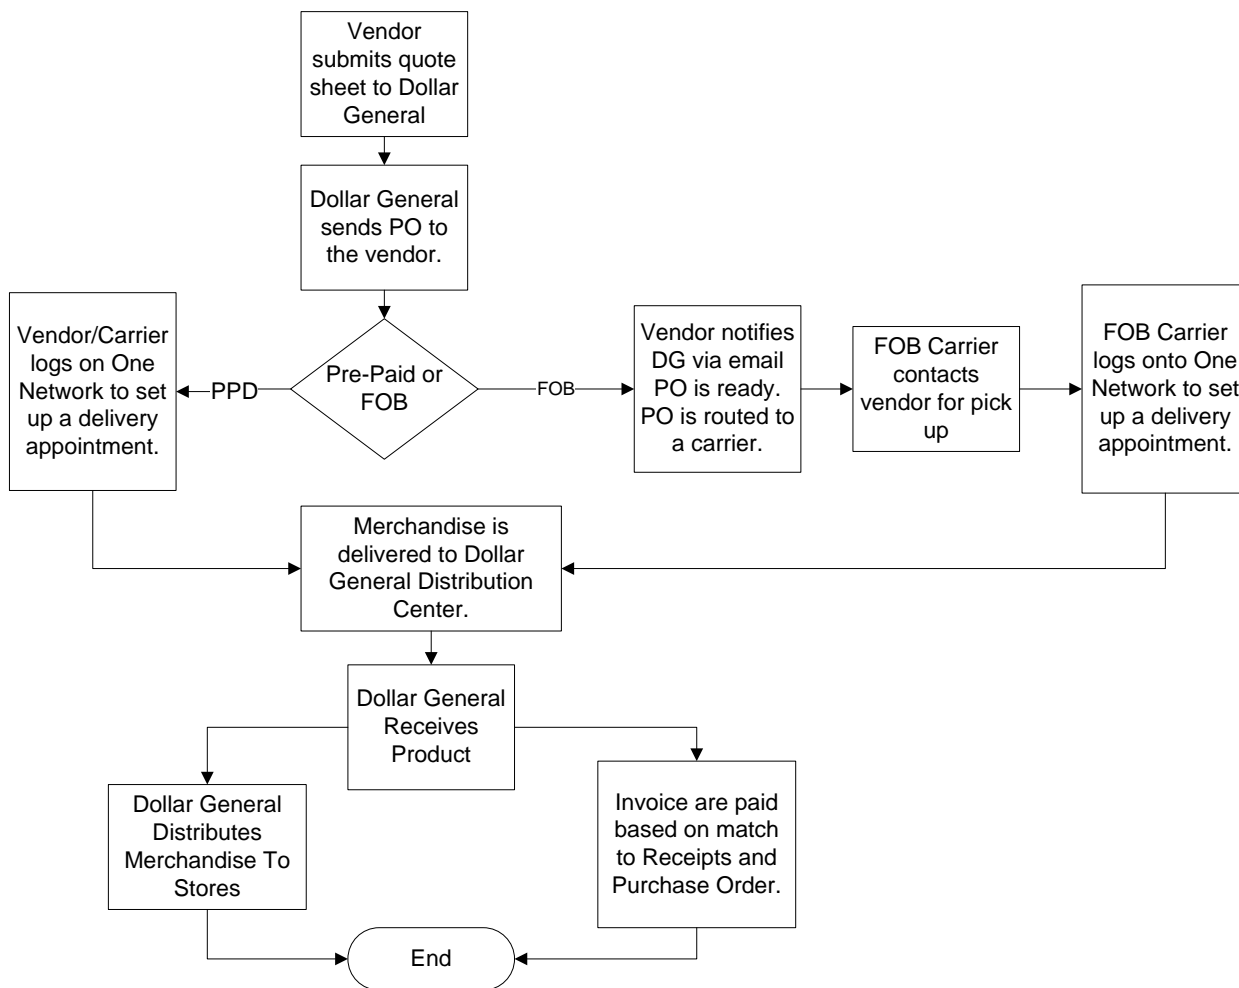 Vendor
submits quote
sheet to Dollar
General
Dollar General
sends PO to
the vendor.
Pre-Paid or
FOB
PPD
Vendor/Carrier
logs on One
Network to set
up a delivery
appointment.
FOB
Vendor notifies
DG via email
PO is ready.
PO is routed to
a carrier.
FOB Carrier
contacts
vendor for pick
up
FOB Carrier
logs onto One
Network to set
up a delivery
appointment.
Merchandise is
delivered to Dollar
General Distribution
Center.
Dollar General
Receives
Product
Dollar General
Distributes
Merchandise To
Stores
Invoice are paid
based on match
to Receipts and
Purchase Order.
End